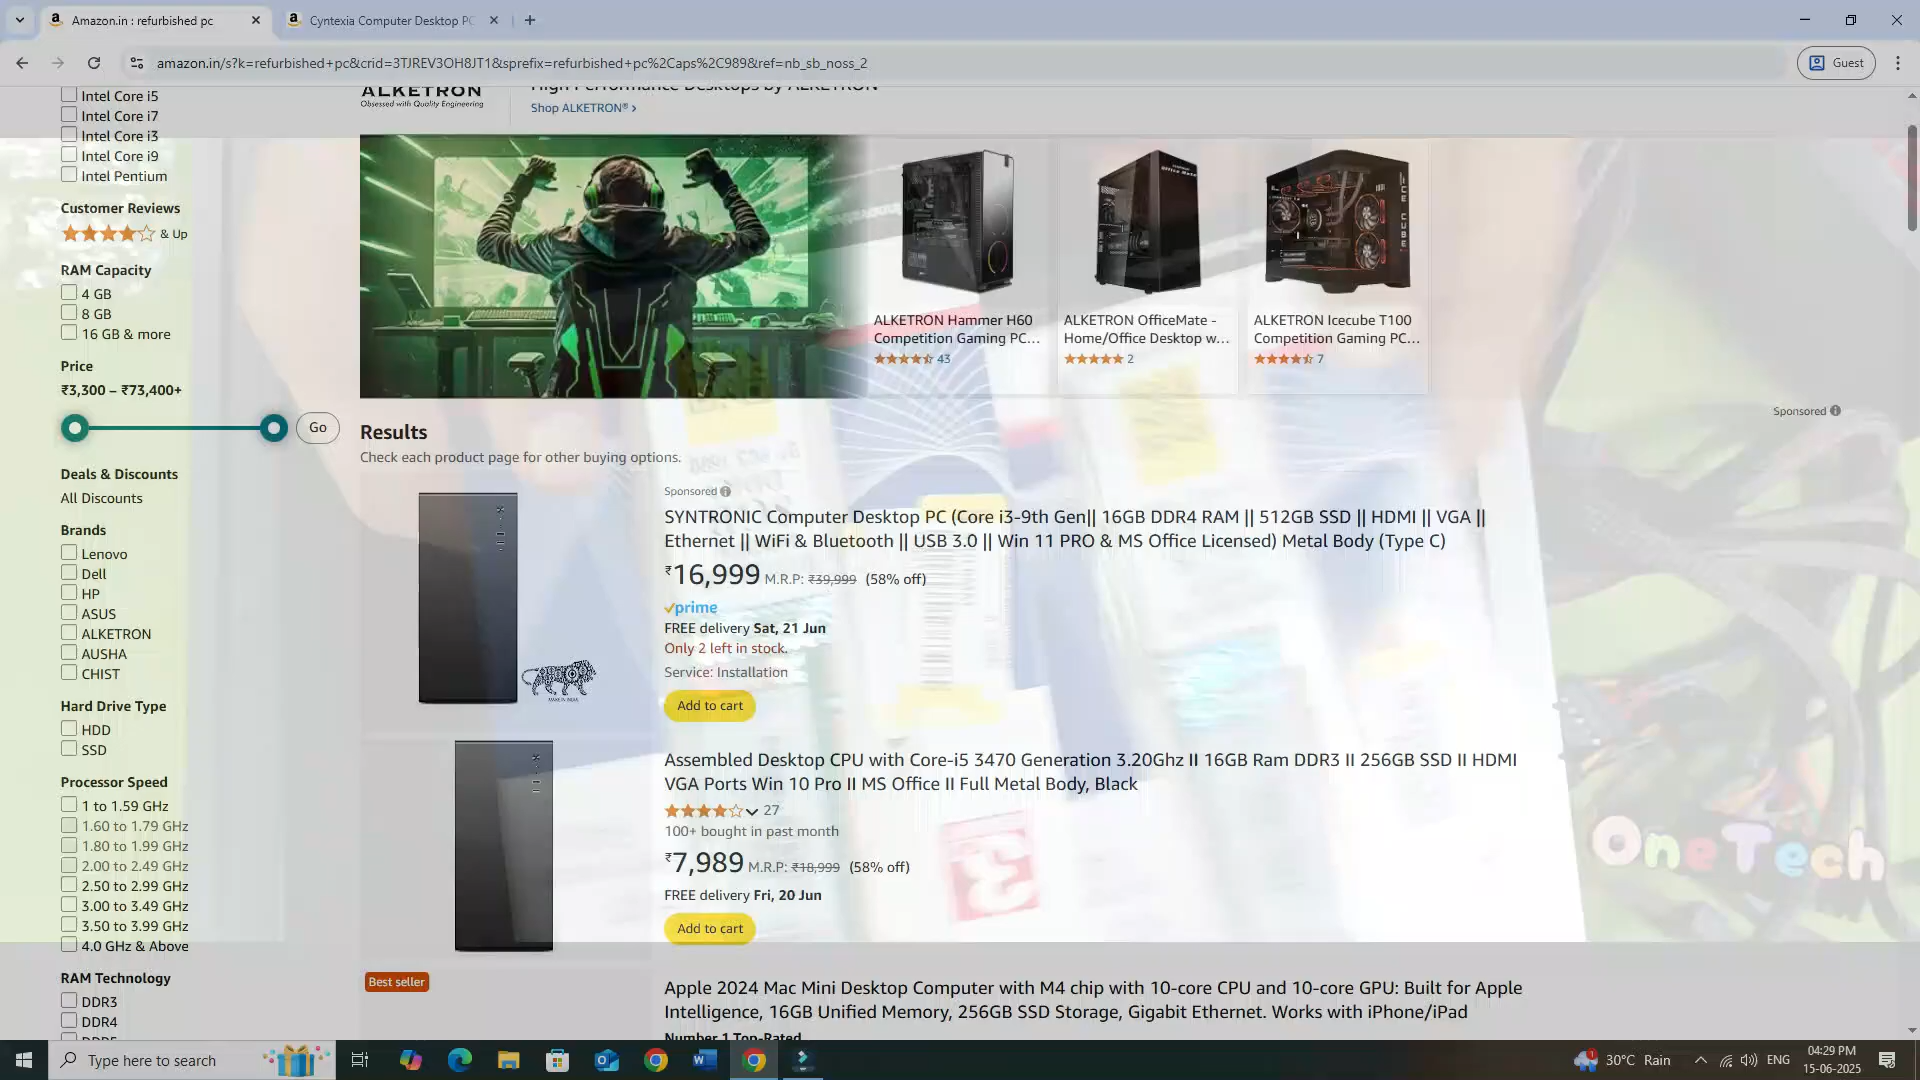 Amazon.in : refurbished pc
Cyntexia Computer Desktop PC
amazon.in/s?k=refurbished+pc&crid=3TJREV3OH8JT1&sprefix=refurbished+pc%2Caps%2C989&ref=nb_sb_noss_2
Guest
ALKETRON
Obsessed with Quality Engineering
High Performance Desktops by ALKETRON
Shop ALKETRON® ›
Intel Core i5
Intel Core i7
Intel Core i3
Intel Core i9
Intel Pentium
Customer Reviews
& Up
RAM Capacity
4 GB
8 GB
16 GB & more
Price
₹3,300 – ₹73,400+
Go
Deals & Discounts
All Discounts
Brands
Lenovo
Dell
HP
ASUS
ALKETRON
AUSHA
CHIST
Hard Drive Type
HDD
SSD
Processor Speed
1 to 1.59 GHz
1.60 to 1.79 GHz
1.80 to 1.99 GHz
2.00 to 2.49 GHz
2.50 to 2.99 GHz
3.00 to 3.49 GHz
3.50 to 3.99 GHz
4.0 GHz & Above
RAM Technology
DDR3
DDR4
ICE CUBE
ALKETRON Hammer H60
Competition Gaming PC...
43
ALKETRON OfficeMate -
Home/Office Desktop w...
2
ALKETRON Icecube T100
Competition Gaming PC...
7
Sponsored
Results
Check each product page for other buying options.
Sponsored
SYNTRONIC Computer Desktop PC (Core i3-9th Gen|| 16GB DDR4 RAM || 512GB SSD || HDMI || VGA ||
Ethernet || WiFi & Bluetooth || USB 3.0 || Win 11 PRO & MS Office Licensed) Metal Body (Type C)
₹16,999 M.R.P: ₹39,999 (58% off)
prime
FREE delivery Sat, 21 Jun
Only 2 left in stock.
Service: Installation
Add to cart
MAKE IN INDIA
Assembled Desktop CPU with Core-i5 3470 Generation 3.20Ghz II 16GB Ram DDR3 II 256GB SSD II HDMI
VGA Ports Win 10 Pro II MS Office II Full Metal Body, Black
27
100+ bought in past month
₹7,989 M.R.P: ₹18,999 (58% off)
FREE delivery Fri, 20 Jun
Add to cart
OneTech
Best seller
Apple 2024 Mac Mini Desktop Computer with M4 chip with 10-core CPU and 10-core GPU: Built for Apple
Intelligence, 16GB Unified Memory, 256GB SSD Storage, Gigabit Ethernet. Works with iPhone/iPad
Number 1 Top-Rated
Type here to search
30°C Rain
ENG
04:29 PM
15-06-2025